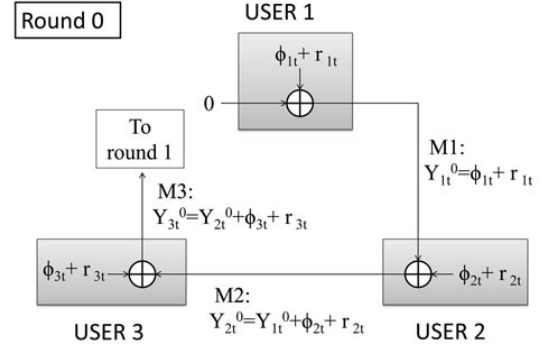 Round 0
USER 1
ϕ₁ₜ+ r₁ₜ
0
To
round 1
M1:
Y₁ₜ⁰=ϕ₁ₜ+ r₁ₜ
M3:
Y₃ₜ⁰=Y₂ₜ⁰+ϕ₃ₜ+ r₃ₜ
ϕ₃ₜ+ r₃ₜ
ϕ₂ₜ+ r₂ₜ
M2:
Y₂ₜ⁰=Y₁ₜ⁰+ϕ₂ₜ+ r₂ₜ
USER 3
USER 2